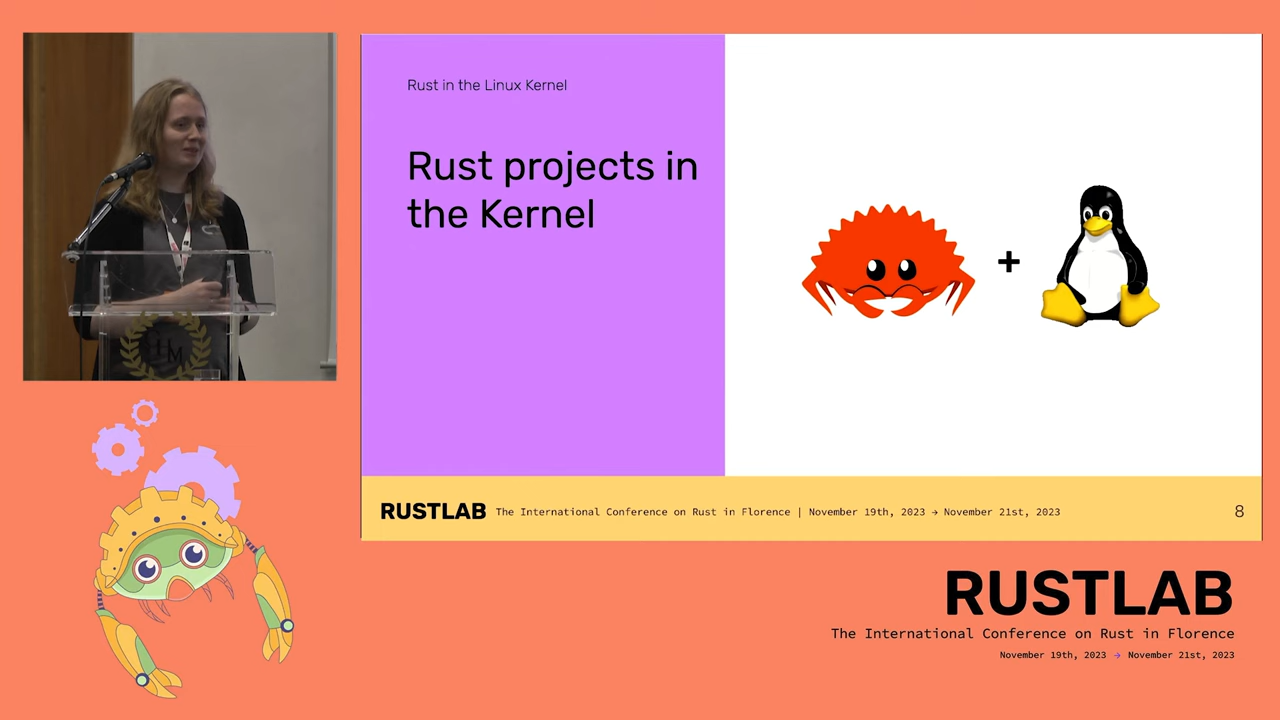 Rust in the Linux Kernel
Rust projects in
the Kernel
+
RUSTLAB The International Conference on Rust in Florence | November 19th, 2023 → November 21st, 2023 8
HM
RUSTLAB
The International Conference on Rust in Florence
November 19th, 2023 → November 21st, 2023